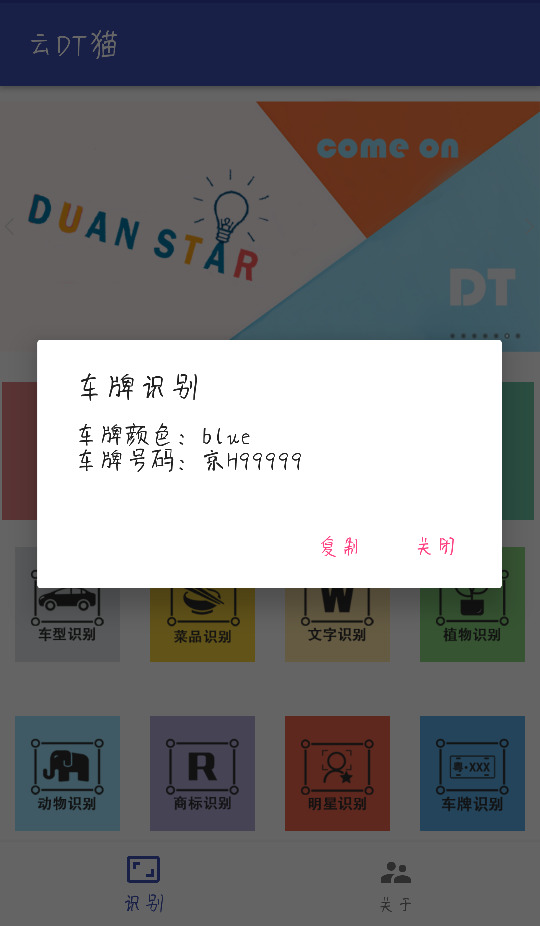 云DT猫
come on
DUAN STAR
DT
车牌识别
车牌颜色：blue
车牌号码：京H99999
复制 关闭
车型识别 菜品识别 文字识别 植物识别
W
R
粤·XXX
动物识别 商标识别 明星识别 车牌识别
识别 关于